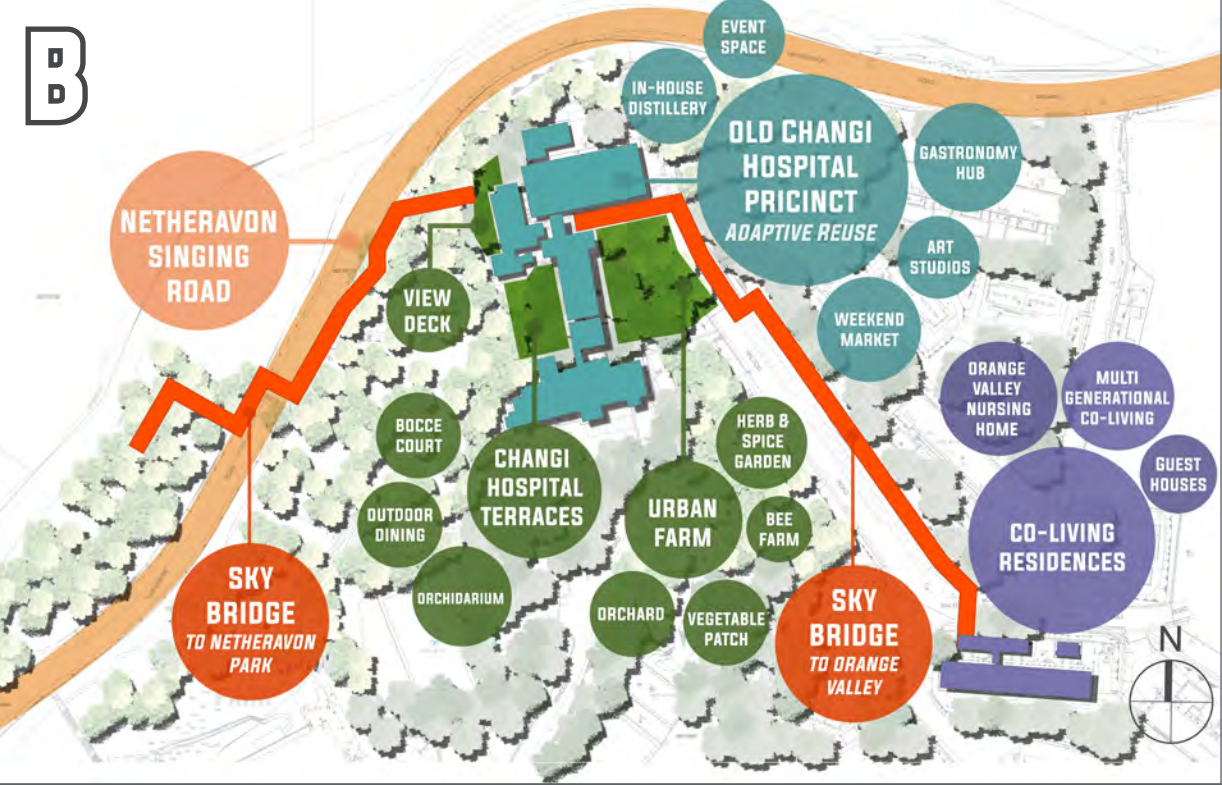 B
EVENT
SPACE
IN-HOUSE
DISTILLERY
OLD CHANGI
HOSPITAL
PRICINCT
ADAPTIVE REUSE
GASTRONOMY
HUB
ART
STUDIOS
WEEKEND
MARKET
NETHERAVON
SINGING
ROAD
VIEW
DECK
ORANGE
VALLEY
NURSING
HOME
MULTI
GENERATIONAL
CO-LIVING
GUEST
HOUSES
CO-LIVING
RESIDENCES
BOCCE
COURT
CHANGI
HOSPITAL
TERRACES
OUTDOOR
DINING
ORCHIDARIUM
HERB &
SPICE
GARDEN
URBAN
FARM
BEE
FARM
ORCHARD
VEGETABLE
PATCH
SKY
BRIDGE
TO NETHERAVON
PARK
SKY
BRIDGE
TO ORANGE
VALLEY
N